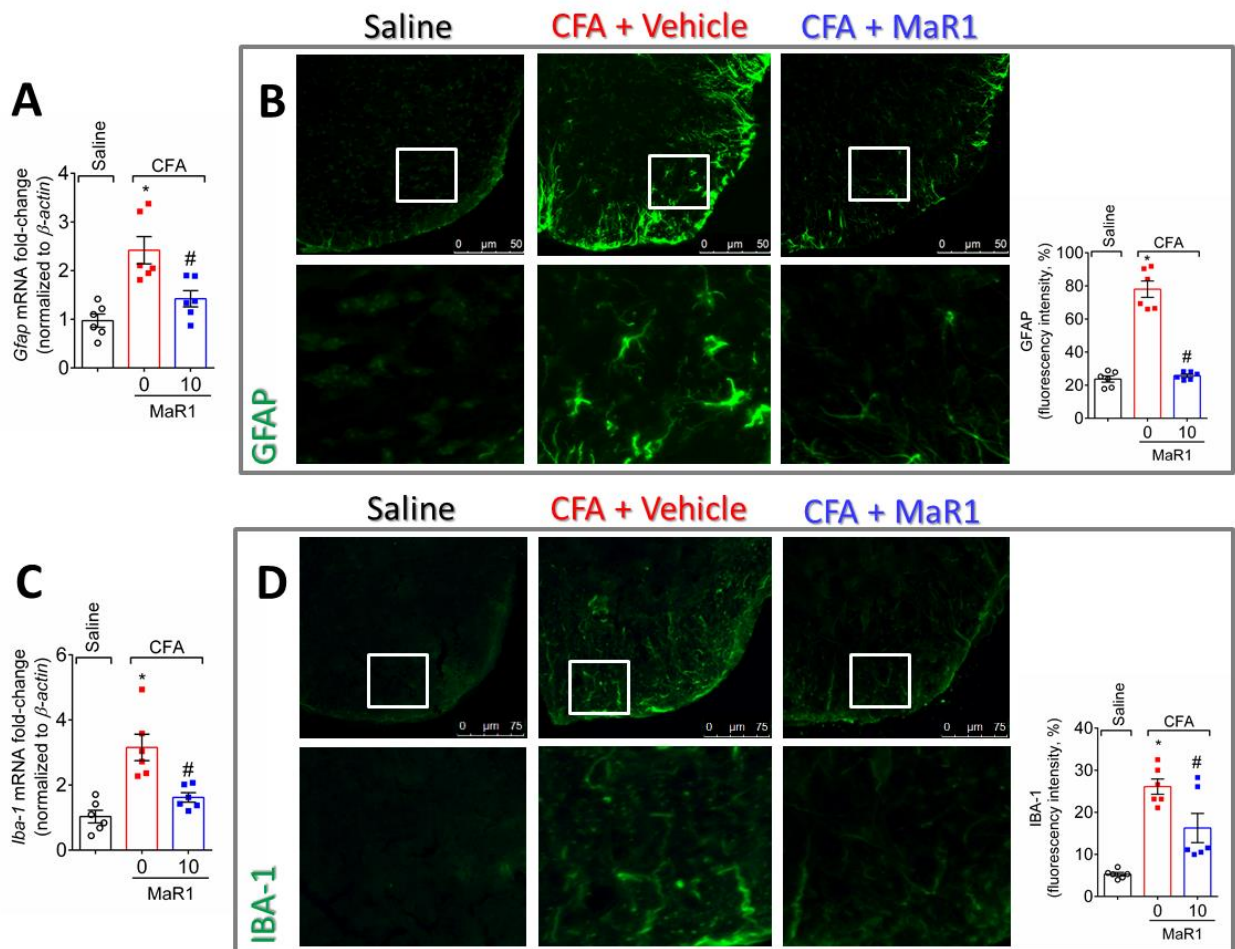 Saline
CFA + Vehicle
CFA + MaR1
A
Saline
CFA
Gfap mRNA fold-change
(normalized to β-actin)
4
3
2
1
0
*
#
0
10
MaR1
B
GFAP
0 µm 50
0 µm 50
0 µm 50
Saline
CFA
GFAP
(fluorescency intensity, %)
100
80
60
40
20
0
*
#
0
10
MaR1
Saline
CFA + Vehicle
CFA + MaR1
C
Saline
CFA
Iba-1 mRNA fold-change
(normalized to β-actin)
6
4
2
0
*
#
0
10
MaR1
D
IBA-1
0 µm 75
0 µm 75
0 µm 75
Saline
CFA
IBA-1
(fluorescency intensity, %)
40
30
20
10
0
*
#
0
10
MaR1